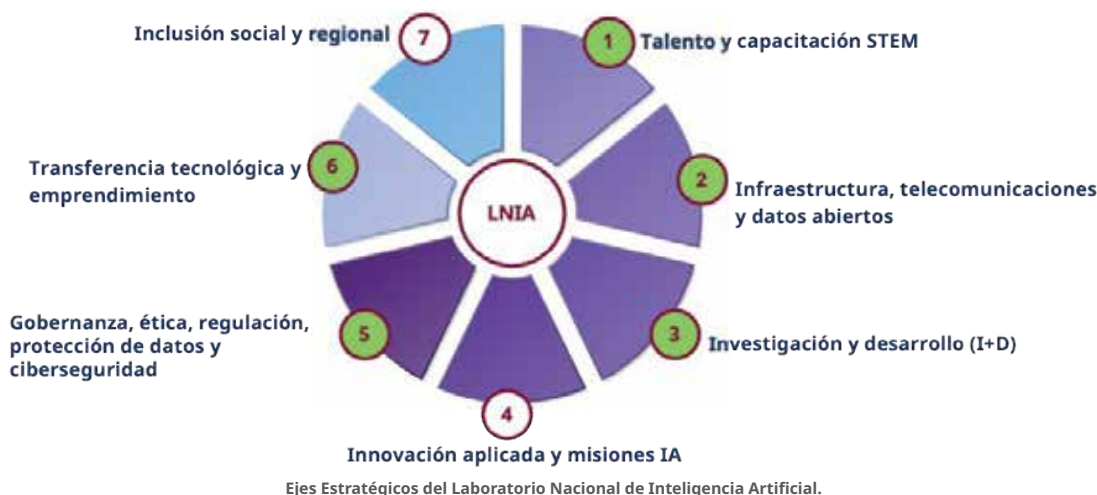 Inclusión social y regional
7
1
Talento y capacitación STEM
Transferencia tecnológica y
emprendimiento
6
2
Infraestructura, telecomunicaciones
y datos abiertos
LNIA
Gobernanza, ética, regulación,
protección de datos y
ciberseguridad
5
3
Investigación y desarrollo (I+D)
4
Innovación aplicada y misiones IA
Ejes Estratégicos del Laboratorio Nacional de Inteligencia Artificial.